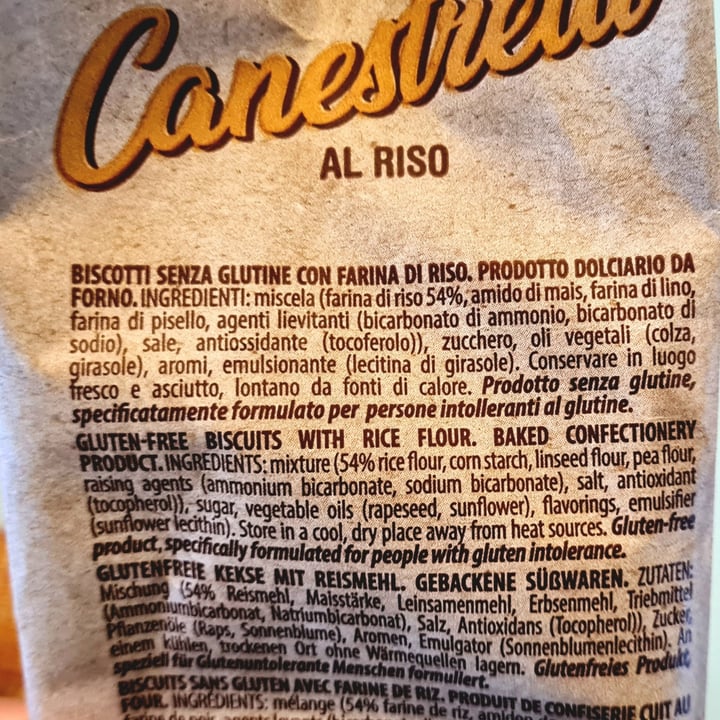 Canestrelli
AL RISO
BISCOTTI SENZA GLUTINE CON FARINA DI RISO. PRODOTTO DOLCIARIO DA
FORNO. INGREDIENTI: miscela (farina di riso 54%, amido di mais, farina di lino,
farina di pisello, agenti lievitanti (bicarbonato di ammonio, bicarbonato di
sodio), sale, antiossidante (tocoferolo)), zucchero, oli vegetali (colza,
girasole), aromi, emulsionante (lecitina di girasole). Conservare in luogo
fresco e asciutto, lontano da fonti di calore. Prodotto senza glutine,
specificatamente formulato per persone intolleranti al glutine.
GLUTEN-FREE BISCUITS WITH RICE FLOUR. BAKED CONFECTIONERY
PRODUCT. INGREDIENTS: mixture (54% rice flour, corn starch, linseed flour, pea flour,
raising agents (ammonium bicarbonate, sodium bicarbonate), salt, antioxidant
(tocopherol)), sugar, vegetable oils (rapeseed, sunflower), flavorings, emulsifier
(sunflower lecithin). Store in a cool, dry place away from heat sources. Gluten-free
product, specifically formulated for people with gluten intolerance.
GLUTENFREIE KEKSE MIT REISMEHL. GEBACKENE SÜßWAREN. ZUTATEN:
Mischung (54% Reismehl, Maisstärke, Leinsamenmehl, Erbsenmehl, Triebmittel
(Ammoniumbicarbonat, Natriumbicarbonat), Salz, Antioxidans (Tocopherol)), Zucker,
Pflanzenöle (Raps, Sonnenblume), Aromen, Emulgator (Sonnenblumenlecithin). An
einem kühlen, trockenen Ort ohne Wärmequellen lagern. Glutenfreies Produkt,
speziell für Glutenuntolerante Menschen formuliert.
BISCUITS SANS GLUTEN AVEC FARINE DE RIZ. PRODUIT DE CONFISERIE CUIT AU
FOUR. INGRÉDIENTS: mélange (54% farine de riz, amidon